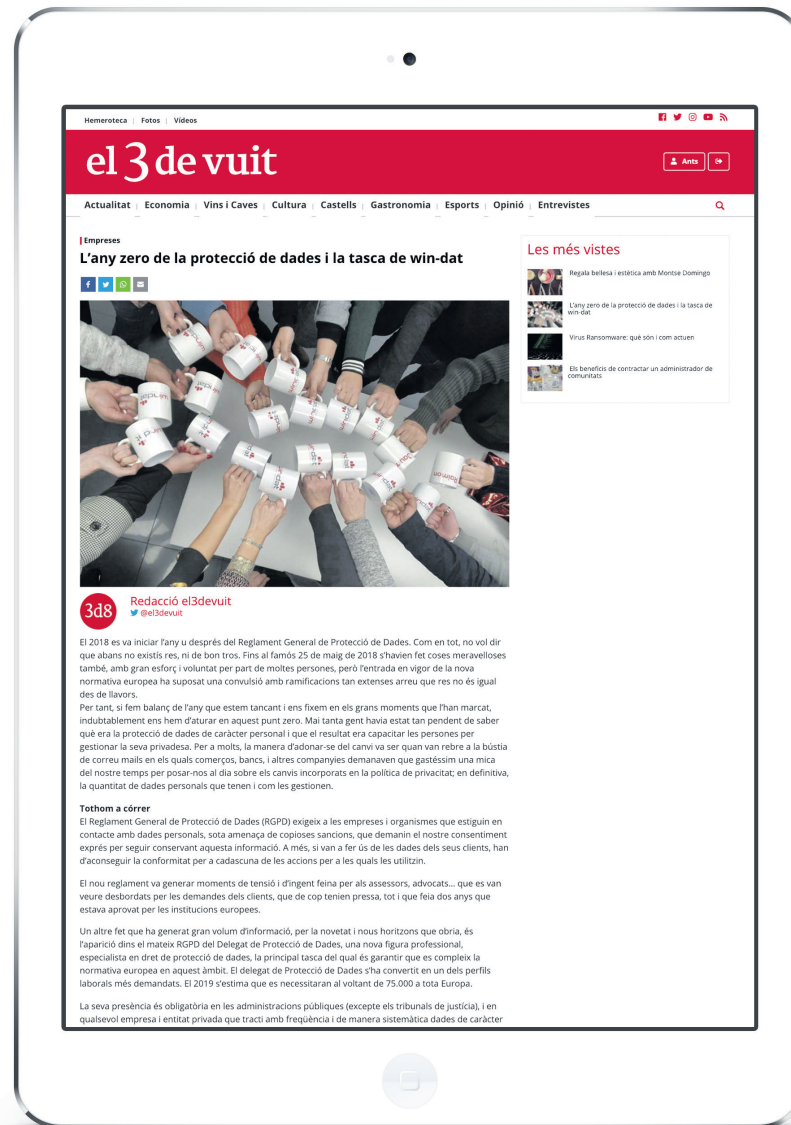 Hemeroteca | Fotos | Vídeos
el 3 de vuit
Ants
Actualitat | Economia | Vins i Caves | Cultura | Castells | Gastronomia | Esports | Opinió | Entrevistes
Empreses
L'any zero de la protecció de dades i la tasca de win-dat
Les més vistes
Regala bellesa i estètica amb Montse Domingo
L'any zero de la protecció de dades i la tasca de
win-dat
Virus Ransomware: què són i com actuen
Els beneficis de contractar un administrador de
comunitats
3d8
Redacció el3devuit
@el3devuit
El 2018 es va iniciar l'any u després del Reglament General de Protecció de Dades. Com en tot, no vol dir
que abans no existís res, ni de bon tros. Fins al famós 25 de maig de 2018 s'havien fet coses meravelloses
també, amb gran esforç i voluntat per part de moltes persones, però l'entrada en vigor de la nova
normativa europea ha suposat una convulsió amb ramificacions tan extenses arreu que res no és igual
des de llavors.
Per tant, si fem balanç de l'any que estem tancant i ens fixem en els grans moments que l'han marcat,
indubtablement ens hem d'aturar en aquest punt zero. Mai tanta gent havia estat tan pendent de saber
què era la protecció de dades de caràcter personal i que el resultat era capacitar les persones per
gestionar la seva privadesa. Per a molts, la manera d'adonar-se del canvi va ser quan van rebre a la bústia
de correu mails en els quals comerços, bancs, i altres companyies demanaven que gastéssim una mica
del nostre temps per posar-nos al dia sobre els canvis incorporats en la política de privacitat; en definitiva,
la quantitat de dades personals que tenen i com les gestionen.
Tothom a córrer
El Reglament General de Protecció de Dades (RGPD) exigeix a les empreses i organismes que estiguin en
contacte amb dades personals, sota amenaça de copioses sancions, que demanin el nostre consentiment
exprés per seguir conservant aquesta informació. A més, si van a fer ús de les dades dels seus clients, han
d'aconseguir la conformitat per a cadascuna de les accions per a les quals les utilitzin.
El nou reglament va generar moments de tensió i d'ingent feina per als assessors, advocats... que es van
veure desbordats per les demandes dels clients, que de cop tenien pressa, tot i que feia dos anys que
estava aprovat per les institucions europees.
Un altre fet que ha generat gran volum d'informació, per la novetat i nous horitzons que obria, és
l'aparició dins el mateix RGPD del Delegat de Protecció de Dades, una nova figura professional,
especialista en dret de protecció de dades, la principal tasca del qual és garantir que es compleix la
normativa europea en aquest àmbit. El delegat de Protecció de Dades s'ha convertit en un dels perfils
laborals més demandats. El 2019 s'estima que es necessitaran al voltant de 75.000 a tota Europa.
La seva presència és obligatòria en les administracions públiques (excepte els tribunals de justícia), i en
qualsevol empresa i entitat privada que tracti amb freqüència i de manera sistemàtica dades de caràcter